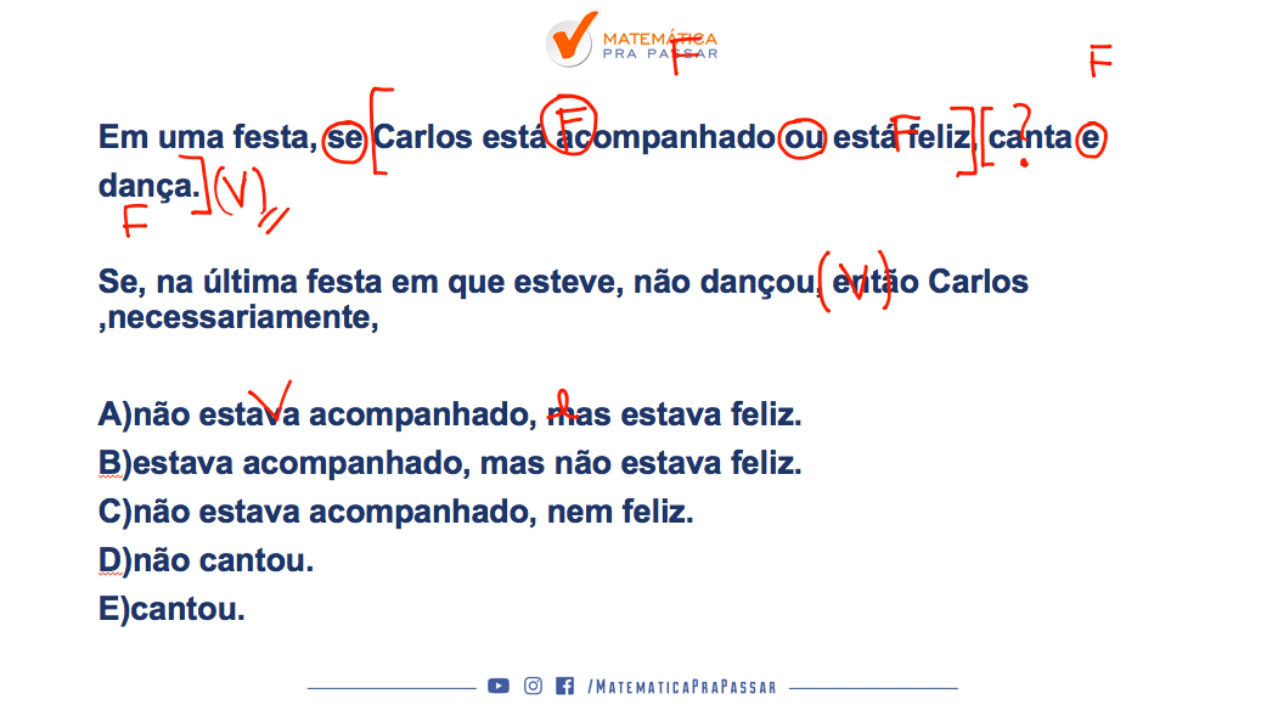 MATEMÁTICA
PRA PASSAR
F
F
Em uma festa, se [Carlos está acompanhado ou está feliz], [canta e
F
F
?
dança.] (V)
F
Se, na última festa em que esteve, não dançou, então Carlos
(V)
,necessariamente,
V
e
A)não estava acompanhado, mas estava feliz.
B)estava acompanhado, mas não estava feliz.
C)não estava acompanhado, nem feliz.
D)não cantou.
E)cantou.
/MATEMATICAPRAPASSAR